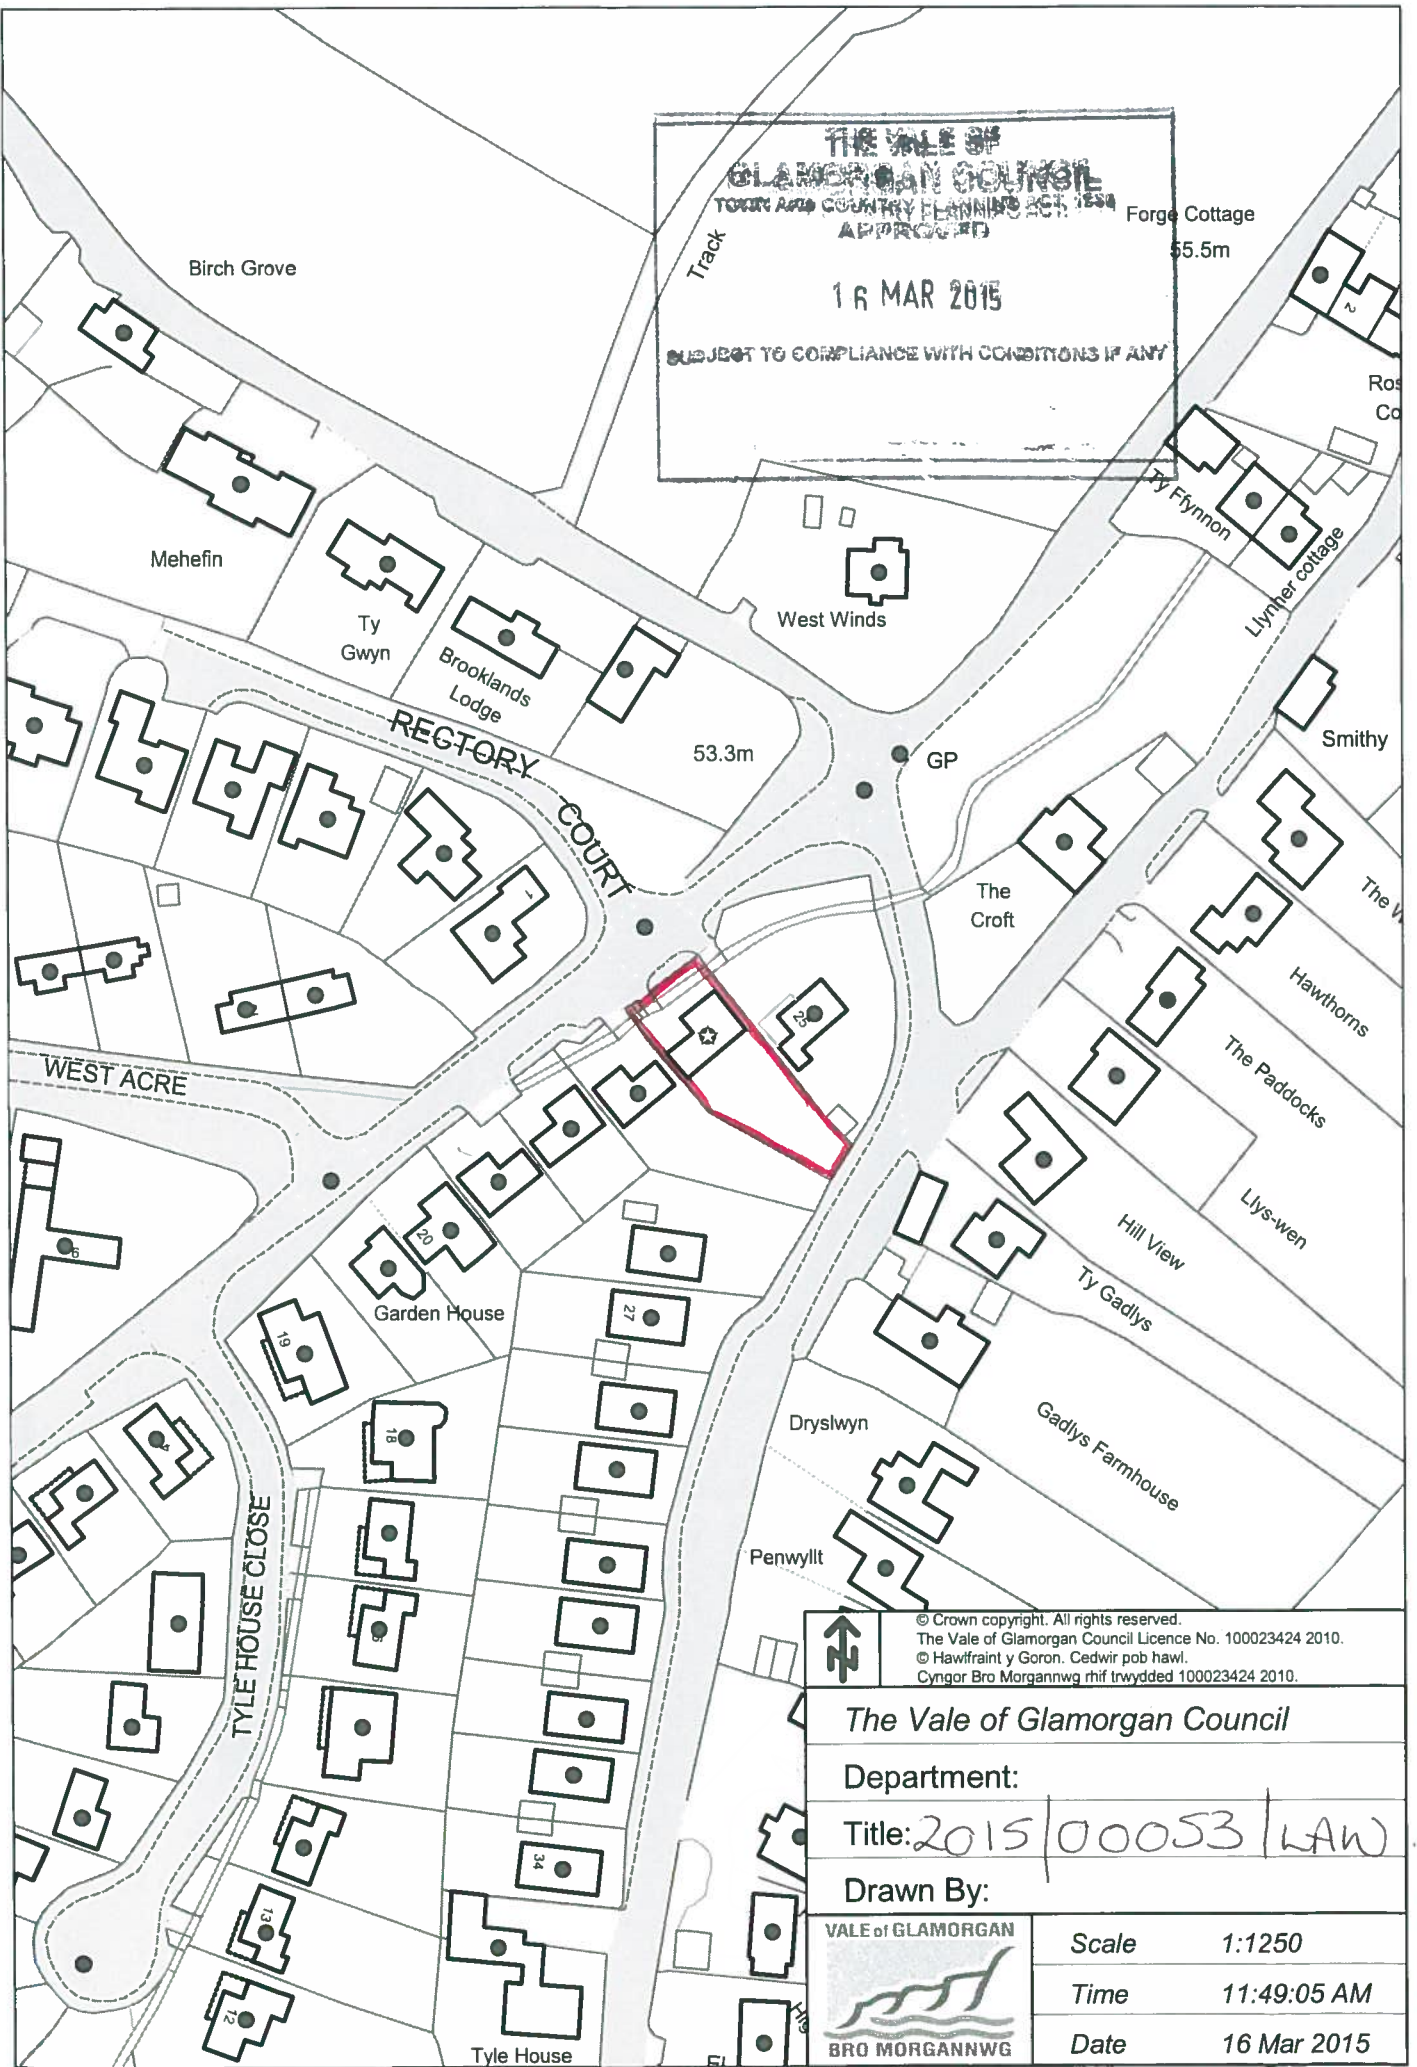 THE VALE OF
GLAMORGAN COUNCIL
TOWN AND COUNTRY PLANNING ACT
APPROVED
16 MAR 2015
SUBJECT TO COMPLIANCE WITH CONDITIONS IF ANY
Forge Cottage
55.5m
Track
Birch Grove
2
Ty Ffynnon
Llynher cottage
Mehefin
Ty
Gwyn
Brooklands
Lodge
West Winds
RECTORY
COURT
53.3m
GP
Smithy
1
The
Croft
Hawthorns
The Paddocks
Llys-wen
Hill View
Ty Gadlys
25
WEST ACRE
6
20
Garden House
19
27
18
Dryslwyn
Gadlys Farmhouse
Penwyllt
TYLE HOUSE CLOSE
34
13
12
Tyle House
N
© Crown copyright. All rights reserved.
The Vale of Glamorgan Council Licence No. 100023424 2010.
© Hawlfraint y Goron. Cedwir pob hawl.
Cyngor Bro Morgannwg rhif trwydded 100023424 2010.
The Vale of Glamorgan Council
Department:
Title: 2015/00053/LAW
Drawn By:
VALE of GLAMORGAN
BRO MORGANNWG
Scale 1:1250
Time 11:49:05 AM
Date 16 Mar 2015